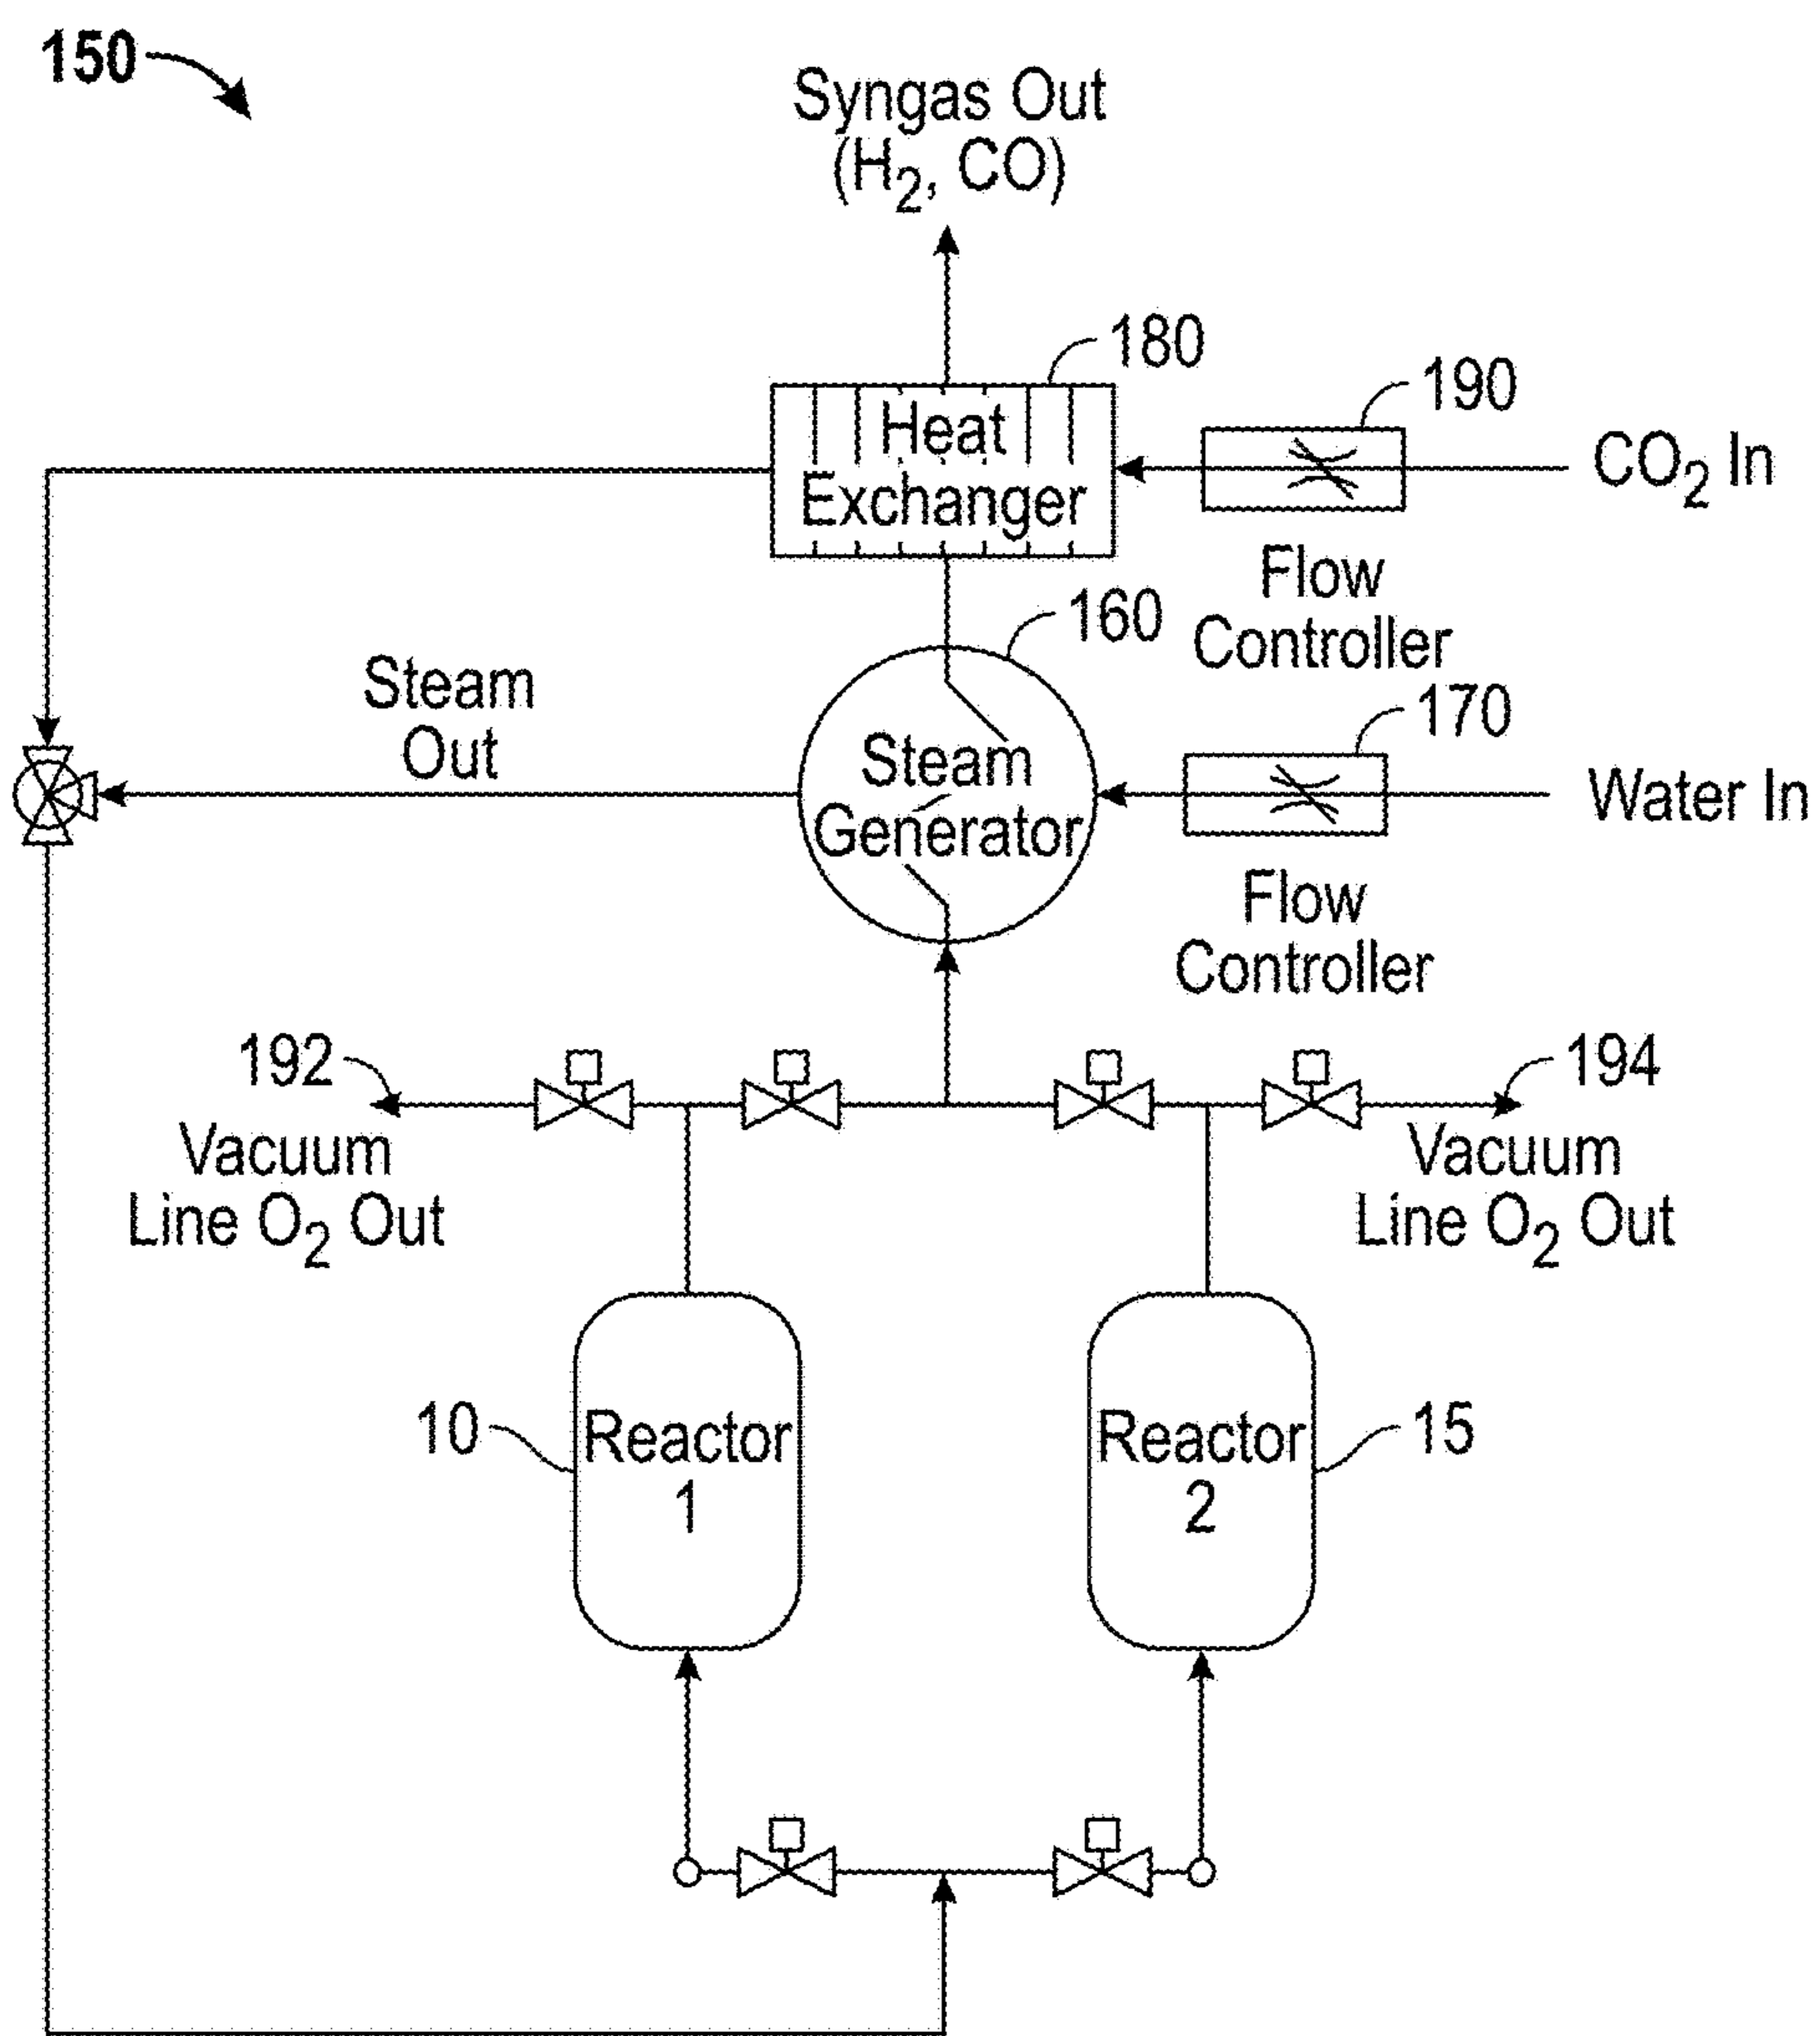 150
Syngas Out
(H2, CO)
180
190
Heat
Exchanger
CO2 In
Flow
Controller
160
Steam
Out
170
Steam
Generator
Water In
Flow
Controller
192
194
Vacuum
Line O2 Out
Vacuum
Line O2 Out
10
Reactor
1
Reactor
2
15